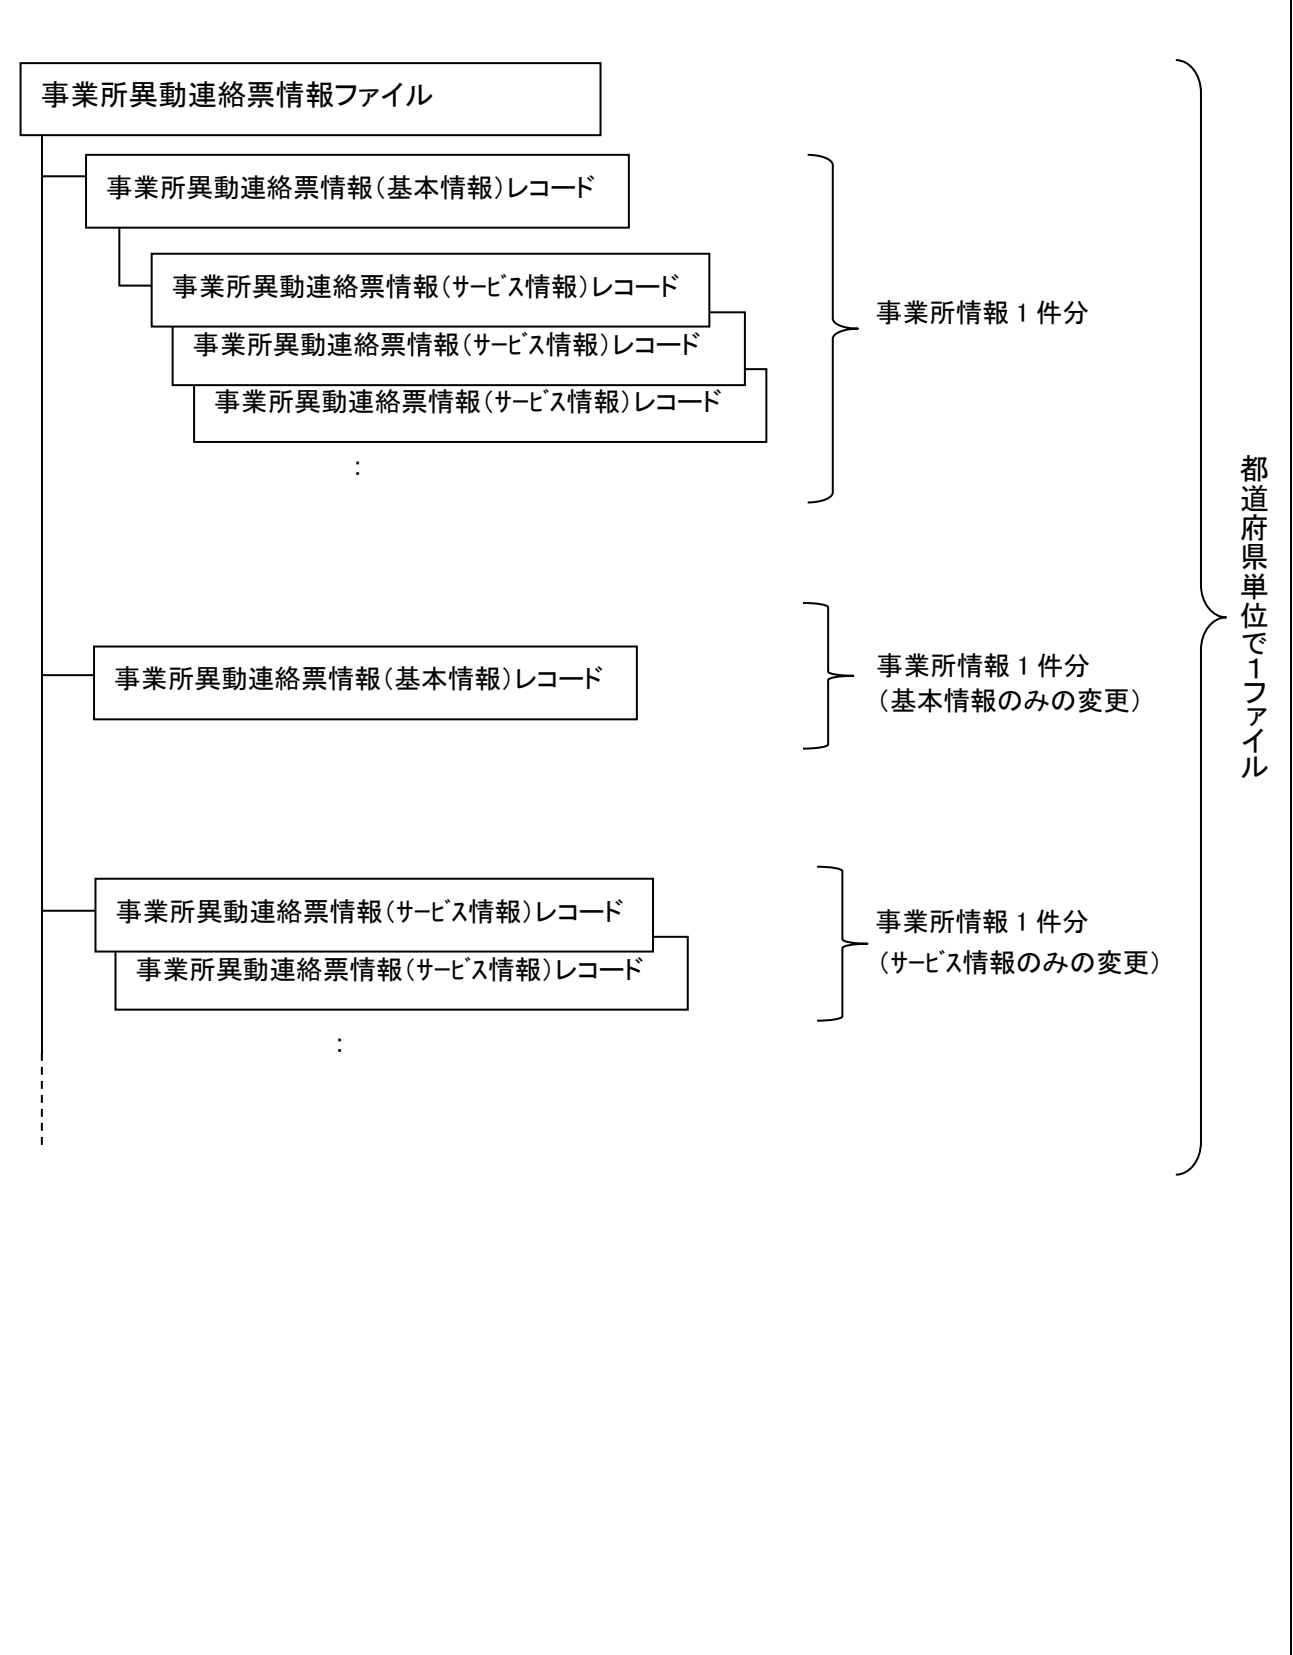 事業所異動連絡票情報ファイル
事業所異動連絡票情報（基本情報）レコード
事業所異動連絡票情報（ｻｰﾋﾞｽ情報）レコード
事業所異動連絡票情報（ｻｰﾋﾞｽ情報）レコード
事業所異動連絡票情報（ｻｰﾋﾞｽ情報）レコード
：
事業所情報 1 件分
事業所異動連絡票情報（基本情報）レコード
事業所情報 1 件分
（基本情報のみの変更）
事業所異動連絡票情報（ｻｰﾋﾞｽ情報）レコード
事業所異動連絡票情報（ｻｰﾋﾞｽ情報）レコード
：
事業所情報 1 件分
（ｻｰﾋﾞｽ情報のみの変更）
都道府県単位で１ファイル